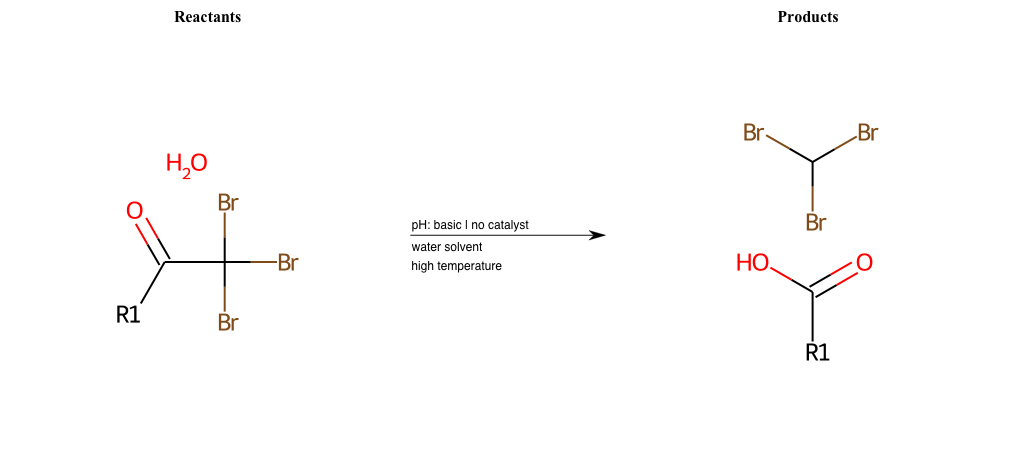 Reactants
Products
H2O
O
Br
Br
Br
R1
pH: basic | no catalyst
water solvent
high temperature
Br
Br
Br
HO
O
R1